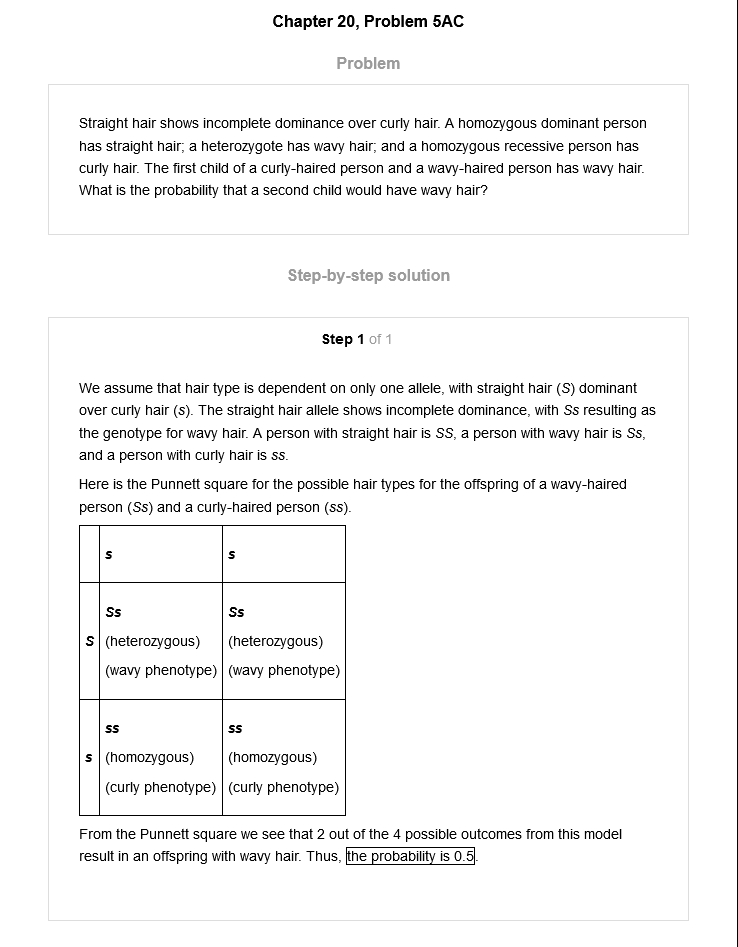 Chapter 20, Problem 5AC
Problem
Straight hair shows incomplete dominance over curly hair. A homozygous dominant person
has straight hair; a heterozygote has wavy hair; and a homozygous recessive person has
curly hair. The first child of a curly-haired person and a wavy-haired person has wavy hair.
What is the probability that a second child would have wavy hair?
Step-by-step solution
Step 1 of 1
We assume that hair type is dependent on only one allele, with straight hair (S) dominant
over curly hair (s). The straight hair allele shows incomplete dominance, with Ss resulting as
the genotype for wavy hair. A person with straight hair is SS, a person with wavy hair is Ss,
and a person with curly hair is ss.
Here is the Punnett square for the possible hair types for the offspring of a wavy-haired
person (Ss) and a curly-haired person (ss).
s s
Ss Ss
S (heterozygous) (heterozygous)
(wavy phenotype) (wavy phenotype)
ss ss
s (homozygous) (homozygous)
(curly phenotype) (curly phenotype)
From the Punnett square we see that 2 out of the 4 possible outcomes from this model
result in an offspring with wavy hair. Thus, the probability is 0.5.